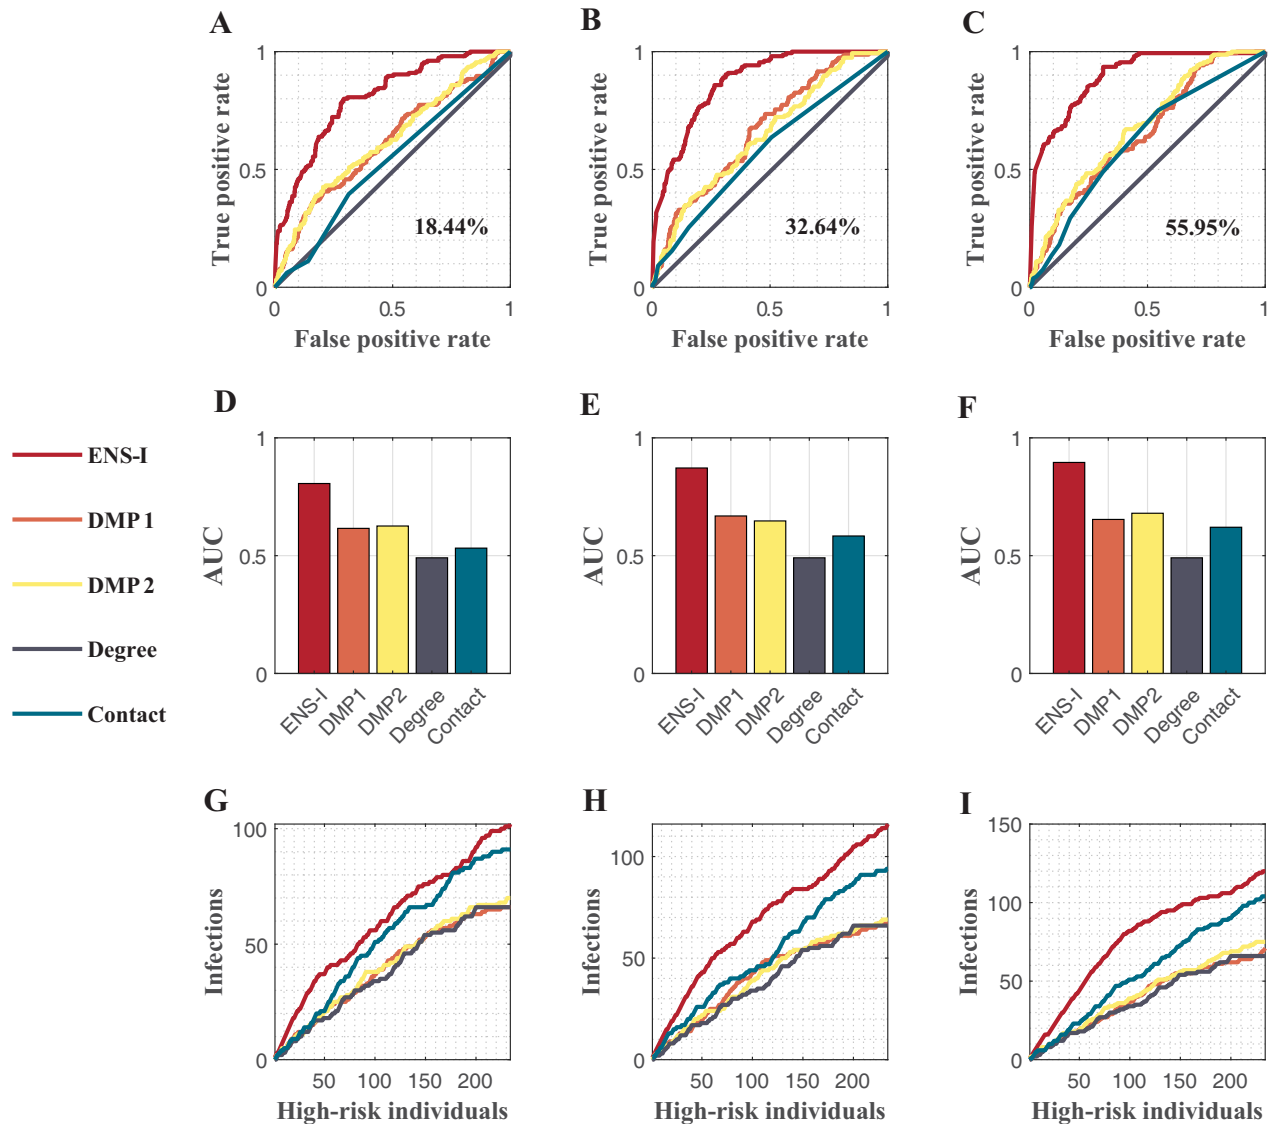 A
True positive rate
1
0.5
0
0
0.5
1
18.44%
False positive rate
B
True positive rate
1
0.5
0
0
0.5
1
32.64%
False positive rate
C
True positive rate
1
0.5
0
0
0.5
1
55.95%
False positive rate
ENS-I
DMP1
DMP2
Degree
Contact
D
AUC
1
0.5
0
ENS-I
DMP1
DMP2
Degree
Contact
E
AUC
1
0.5
0
ENS-I
DMP1
DMP2
Degree
Contact
F
AUC
1
0.5
0
ENS-I
DMP1
DMP2
Degree
Contact
G
Infections
100
50
0
50
100
150
200
High-risk individuals
H
Infections
100
50
0
50
100
150
200
High-risk individuals
I
Infections
150
100
50
0
50
100
150
200
High-risk individuals